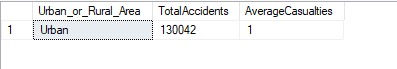 Urban_or_Rural_Area TotalAccidents AverageCasualties
1 Urban 130042 1